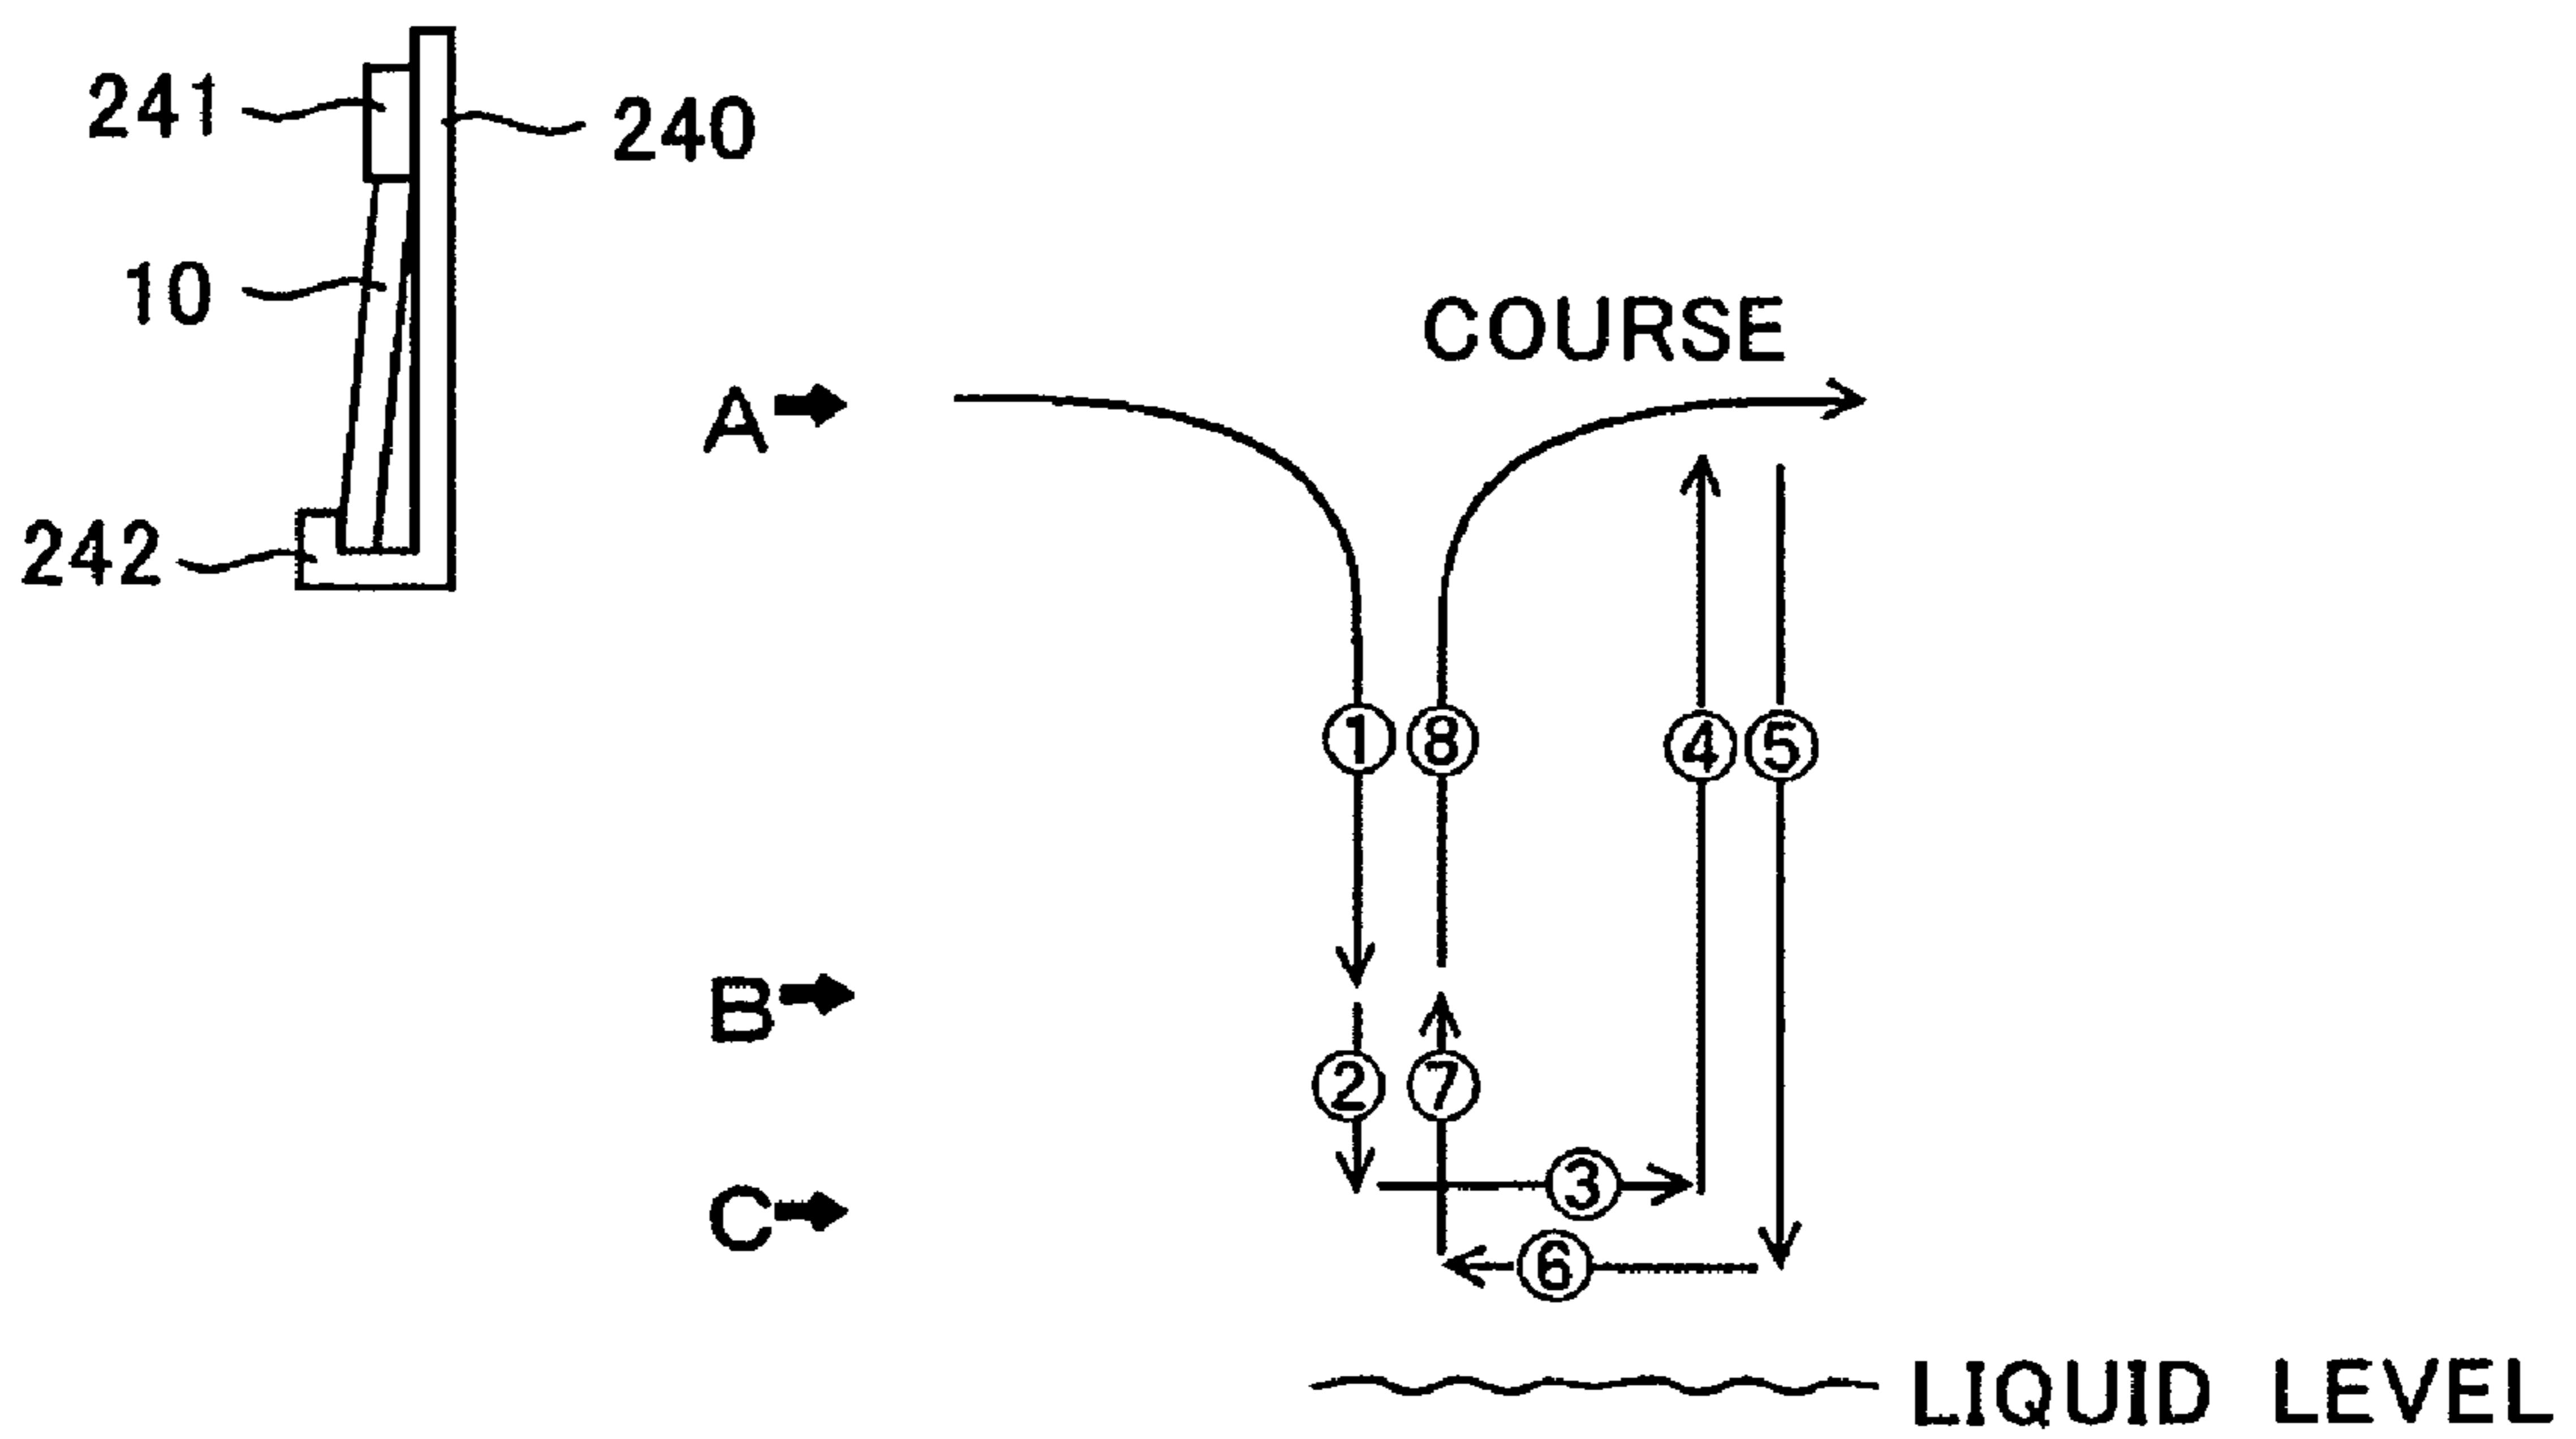 241
240
10
COURSE
A
242
① ⑧ ④ ⑤
B
② ⑦
C
③
⑥
LIQUID LEVEL